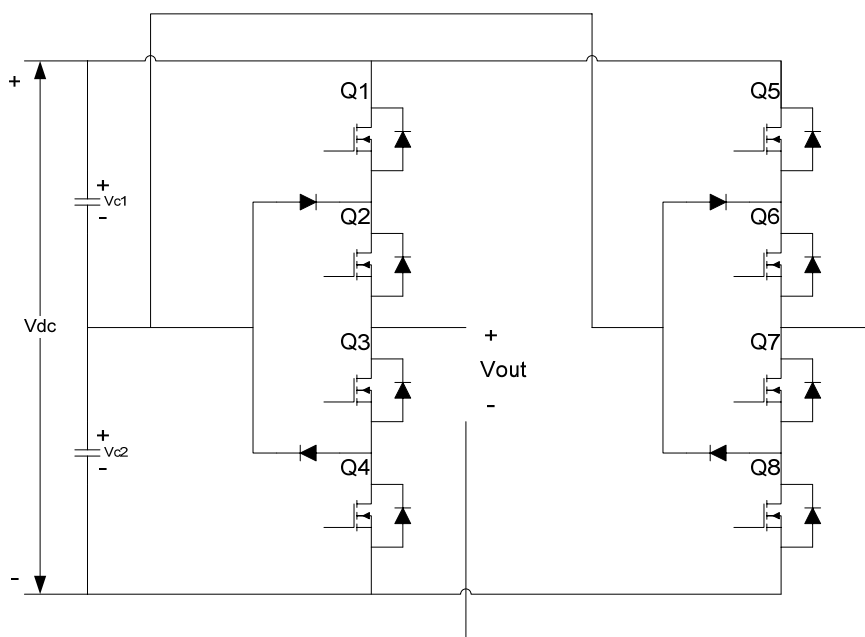 +
Q1
Q5
+
Vc1
-
Q2
Q6
Vdc
+
Q3
Q7
Vout
-
+
Vc2
-
Q4
Q8
-